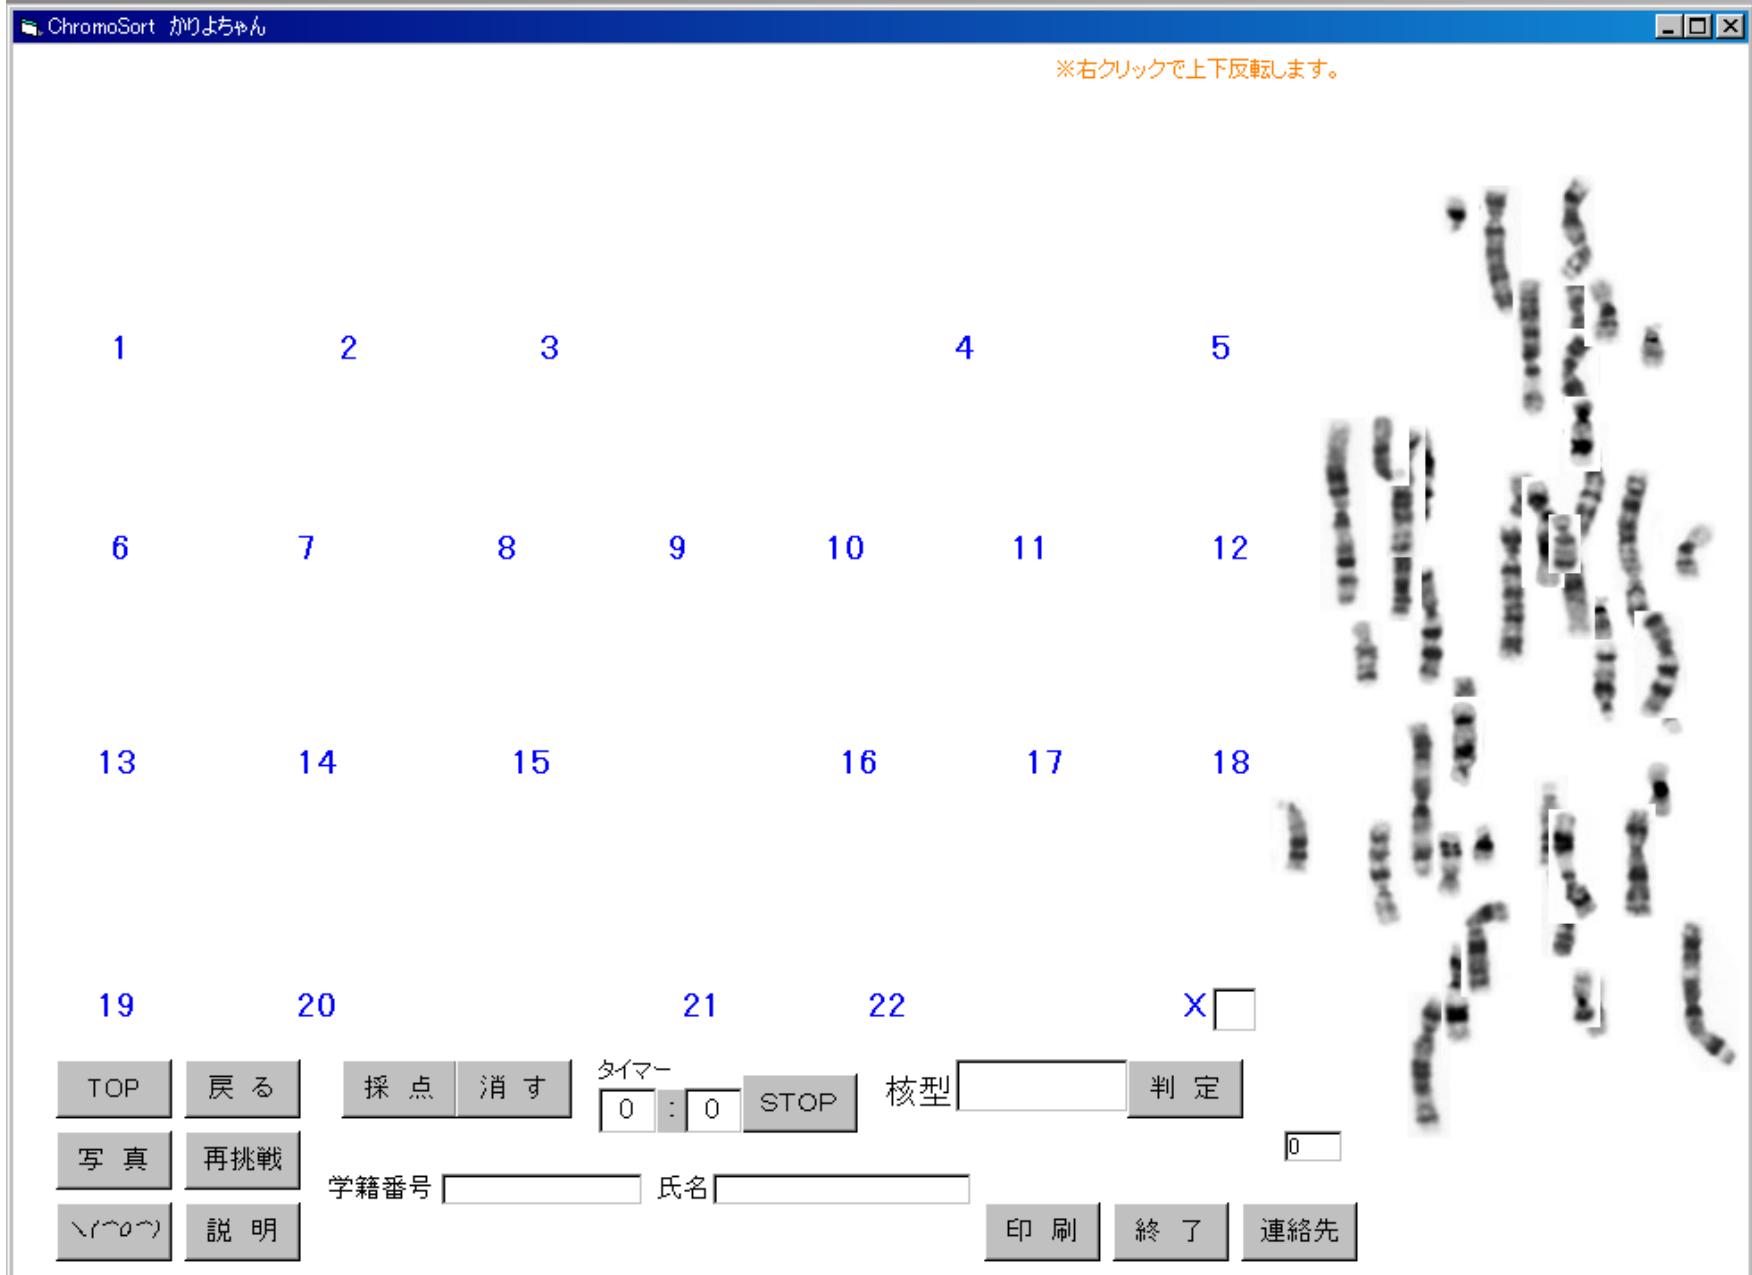 ChromoSort かりよちゃん
※右クリックで上下反転します。
1 2 3 4 5
6 7 8 9 10 11 12
13 14 15 16 17 18
19 20 21 22 X
TOP 戻 る 採 点 消 す タイマー 0 : 0 STOP 核型 判 定
写 真 再挑戦 0
学籍番号 氏名
\(^o^) 説 明 印 刷 終 了 連絡先